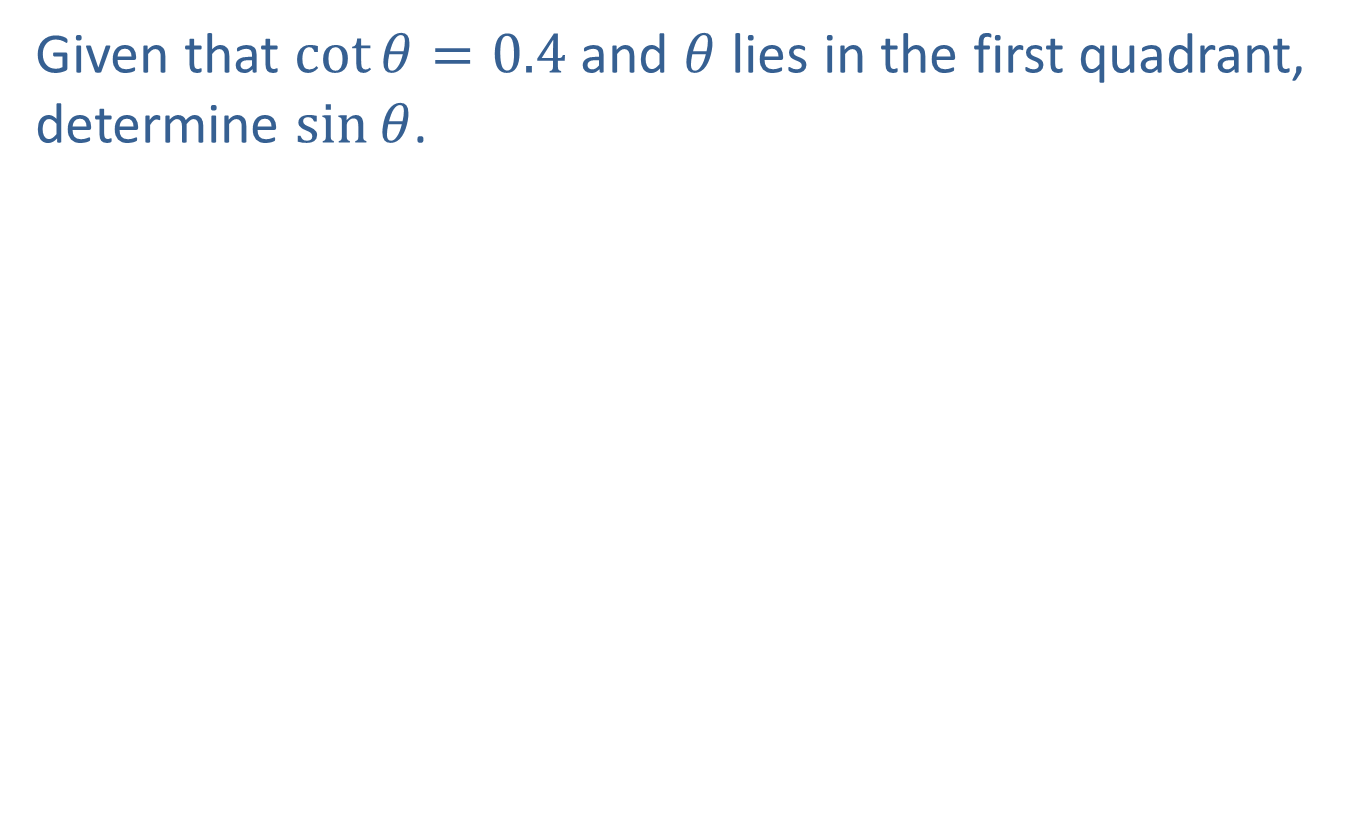 Given that cot θ = 0.4 and θ lies in the first quadrant,
determine sin θ.